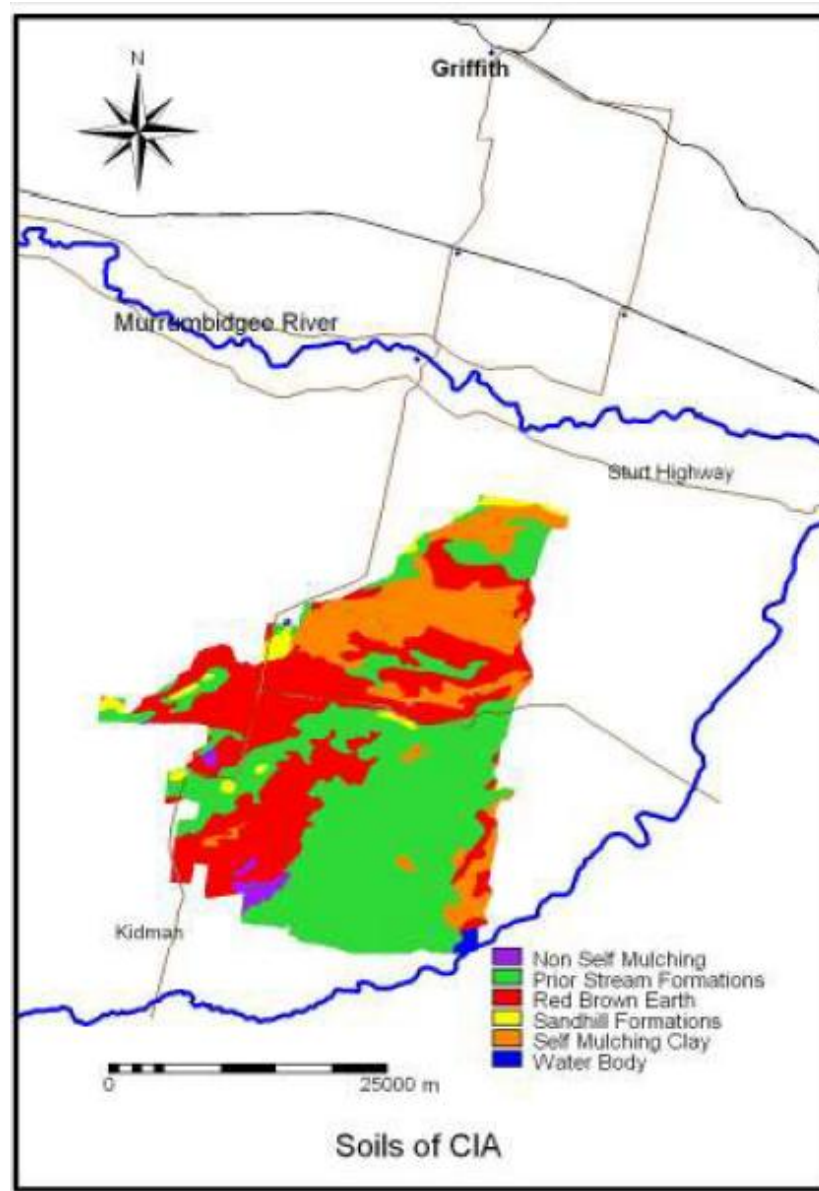 N
Griffith
Murrumbidgee River
Sturt Highway
Kidman
Non Self Mulching
Prior Stream Formations
Red Brown Earth
Sandhill Formations
Self Mulching Clay
Water Body
0 25000 m
Soils of CIA